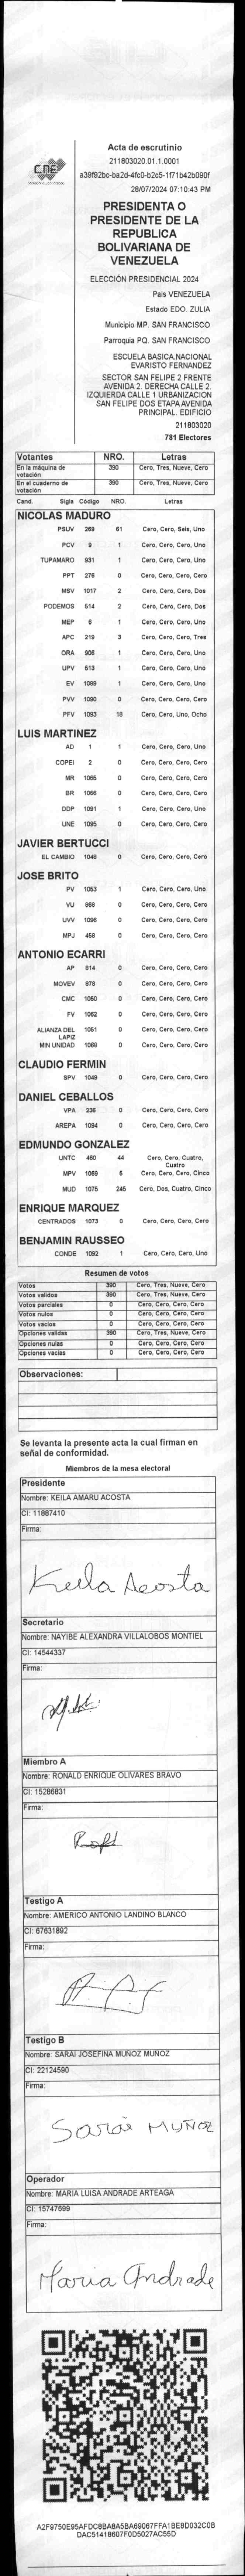 CNE
Acta de escrutinio
211803020.01.1.0001
a39f92bc-ba2d-4fc0-b2c5-1f71b42b090f
28/07/2024 07:10:43 PM
PRESIDENTA O
PRESIDENTE DE LA
REPUBLICA
BOLIVARIANA DE
VENEZUELA
ELECCIÓN PRESIDENCIAL 2024
Pais VENEZUELA
Estado EDO. ZULIA
Municipio MP. SAN FRANCISCO
Parroquia PQ. SAN FRANCISCO
ESCUELA BASICA NACIONAL
EVARISTO FERNANDEZ
SECTOR SAN FELIPE 2 FRENTE
AVENIDA 2. DERECHA CALLE 2.
IZQUIERDA CALLE 1 URBANIZACION
SAN FELIPE DOS ETAPA AVENIDA
PRINCIPAL. EDIFICIO
211803020
781 Electores
Votantes NRO. Letras
En la máquina de votación 390 Cero, Tres, Nueve, Cero
En el cuaderno de votación 390 Cero, Tres, Nueve, Cero
Cand. Sigla Código NRO. Letras
NICOLAS MADURO
PSUV 269 61 Cero, Cero, Seis, Uno
PCV 9 1 Cero, Cero, Cero, Uno
TUPAMARO 931 1 Cero, Cero, Cero, Uno
PPT 276 0 Cero, Cero, Cero, Cero
MSV 1017 2 Cero, Cero, Cero, Dos
PODEMOS 514 2 Cero, Cero, Cero, Dos
MEP 6 1 Cero, Cero, Cero, Uno
APC 219 3 Cero, Cero, Cero, Tres
ORA 906 1 Cero, Cero, Cero, Uno
UPV 513 1 Cero, Cero, Cero, Uno
EV 1089 1 Cero, Cero, Cero, Uno
PVV 1090 0 Cero, Cero, Cero, Cero
PFV 1093 18 Cero, Cero, Uno, Ocho
LUIS MARTINEZ
AD 1 1 Cero, Cero, Cero, Uno
COPEI 2 0 Cero, Cero, Cero, Cero
MR 1065 0 Cero, Cero, Cero, Cero
BR 1066 0 Cero, Cero, Cero, Cero
DDP 1091 1 Cero, Cero, Cero, Uno
UNE 1095 0 Cero, Cero, Cero, Cero
JAVIER BERTUCCI
EL CAMBIO 1048 0 Cero, Cero, Cero, Cero
JOSE BRITO
PV 1053 1 Cero, Cero, Cero, Uno
VU 868 0 Cero, Cero, Cero, Cero
UVV 1096 0 Cero, Cero, Cero, Cero
MPJ 458 0 Cero, Cero, Cero, Cero
ANTONIO ECARRI
AP 814 0 Cero, Cero, Cero, Cero
MOVEV 878 0 Cero, Cero, Cero, Cero
CMC 1050 0 Cero, Cero, Cero, Cero
FV 1062 0 Cero, Cero, Cero, Cero
ALIANZA DEL LAPIZ 1051 0 Cero, Cero, Cero, Cero
MIN UNIDAD 1068 0 Cero, Cero, Cero, Cero
CLAUDIO FERMIN
SPV 1049 0 Cero, Cero, Cero, Cero
DANIEL CEBALLOS
VPA 236 0 Cero, Cero, Cero, Cero
AREPA 1094 0 Cero, Cero, Cero, Cero
EDMUNDO GONZALEZ
UNTC 460 44 Cero, Cero, Cuatro, Cuatro
MPV 1069 5 Cero, Cero, Cero, Cinco
MUD 1075 245 Cero, Dos, Cuatro, Cinco
ENRIQUE MARQUEZ
CENTRADOS 1073 0 Cero, Cero, Cero, Cero
BENJAMIN RAUSSEO
CONDE 1092 1 Cero, Cero, Cero, Uno
Resumen de votos
Votos 390 Cero, Tres, Nueve, Cero
Votos validos 390 Cero, Tres, Nueve, Cero
Votos parciales 0 Cero, Cero, Cero, Cero
Votos nulos 0 Cero, Cero, Cero, Cero
Votos vacios 0 Cero, Cero, Cero, Cero
Opciones validas 390 Cero, Tres, Nueve, Cero
Opciones nulas 0 Cero, Cero, Cero, Cero
Opciones vacias 0 Cero, Cero, Cero, Cero
Observaciones:
Se levanta la presente acta la cual firman en
señal de conformidad.
Miembros de la mesa electoral
Presidente
Nombre: KEILA AMARU ACOSTA
CI: 11887410
Firma:
Keila Acosta
Secretario
Nombre: NAYIBE ALEXANDRA VILLALOBOS MONTIEL
CI: 14544337
Firma:
Miembro A
Nombre: RONALD ENRIQUE OLIVARES BRAVO
CI: 15286831
Firma:
Testigo A
Nombre: AMERICO ANTONIO LANDINO BLANCO
CI: 67631892
Firma:
Testigo B
Nombre: SARAI JOSEFINA MUÑOZ MUÑOZ
CI: 22124590
Firma:
Sarai MUÑOZ
Operador
Nombre: MARIA LUISA ANDRADE ARTEAGA
CI: 15747699
Firma:
Maria Andrade
A2F9750E95AFDC8BA8A5BA69067FFA1BE8D032C0B
DAC51418607F0D5027AC55D